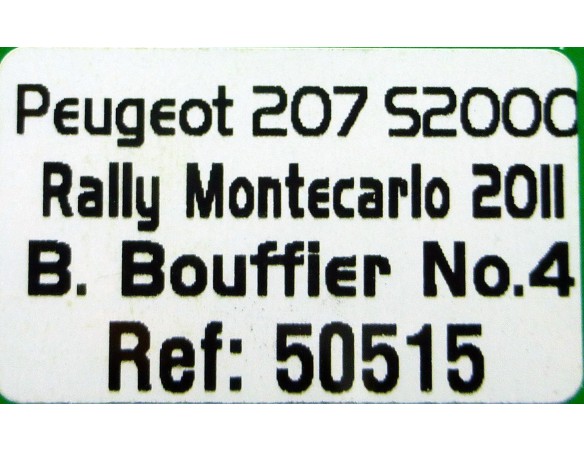 Peugeot 207 S2000
Rally Montecarlo 2011
B. Bouffier No.4
Ref: 50515